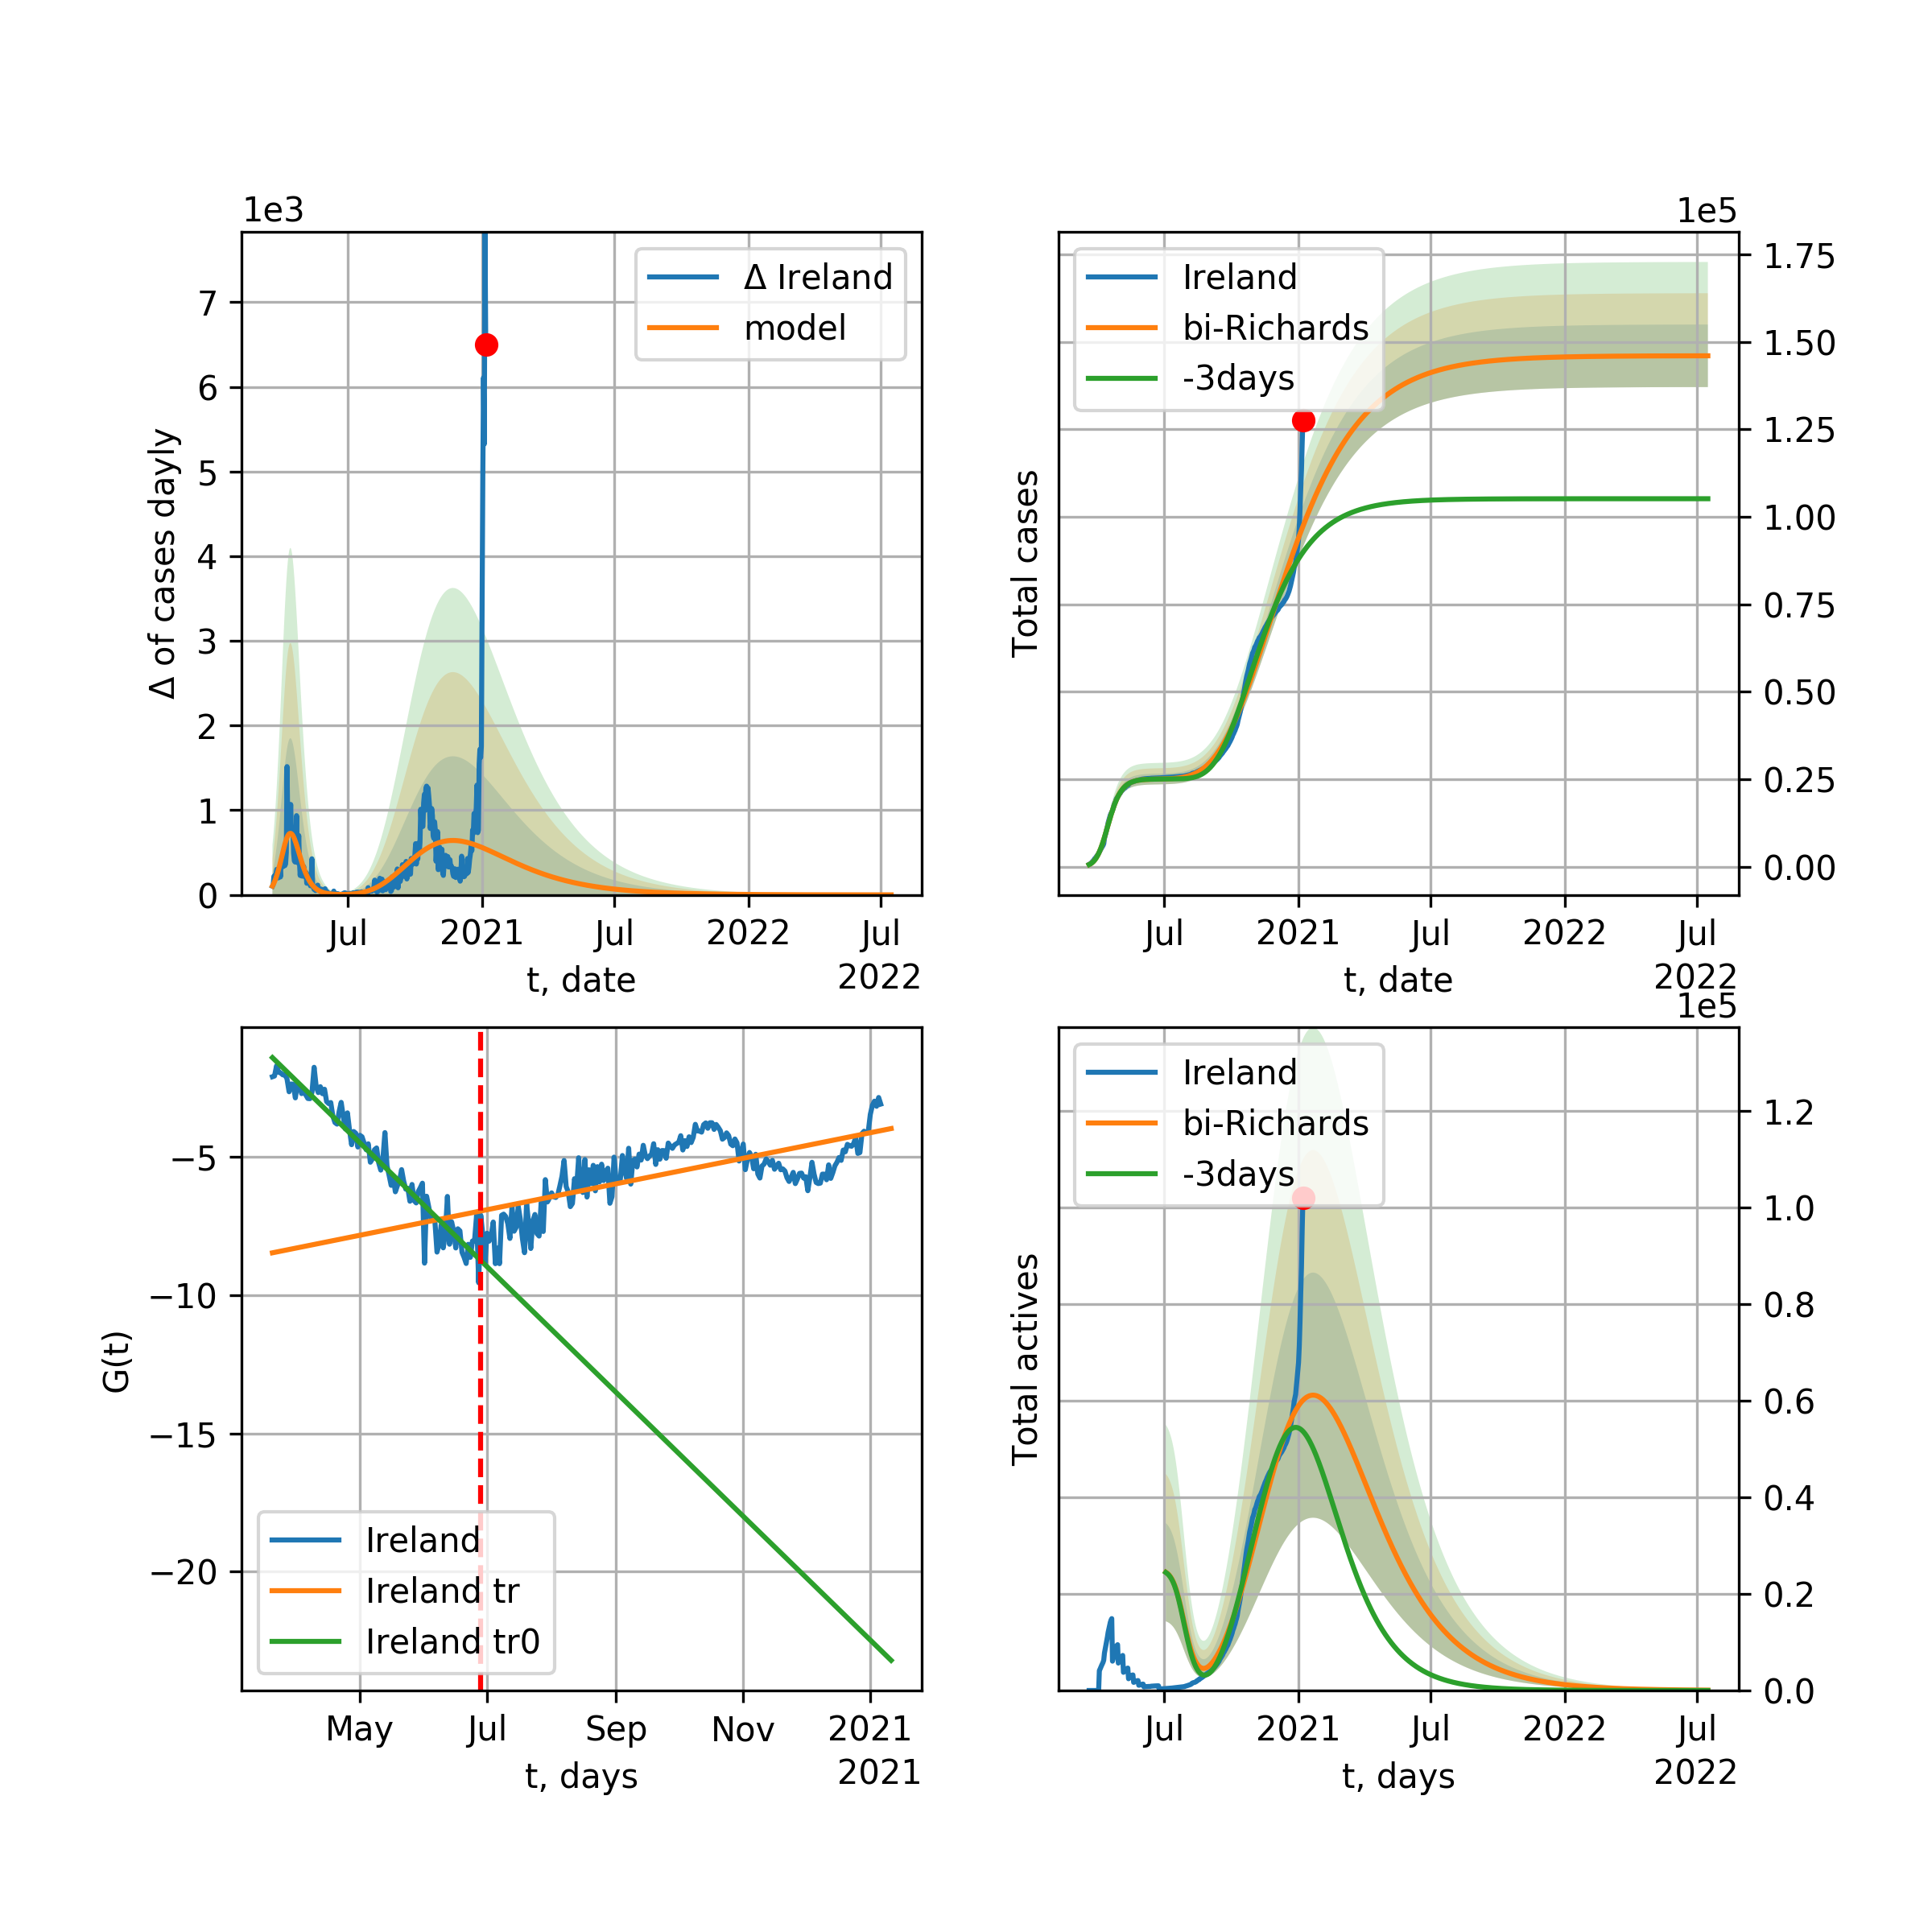 1e3
Δ of cases dayly
7
6
5
4
3
2
1
0
Δ Ireland
model
Jul
2021
Jul
2022
Jul
2022
t, date
1e5
Total cases
Ireland
bi-Richards
-3days
1.75
1.50
1.25
1.00
0.75
0.50
0.25
0.00
Jul
2021
Jul
2022
Jul
2022
t, date
G(t)
−5
−10
−15
−20
Ireland
Ireland tr
Ireland tr0
May
Jul
Sep
Nov
2021
2021
t, days
1e5
Total actives
Ireland
bi-Richards
-3days
1.2
1.0
0.8
0.6
0.4
0.2
0.0
Jul
2021
Jul
2022
Jul
2022
t, days